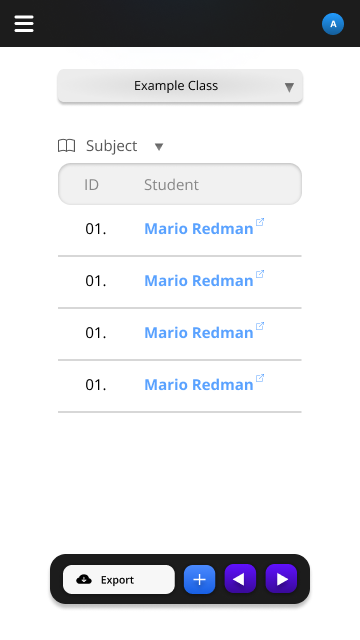 A
Example Class
Subject
ID Student
01. Mario Redman
01. Mario Redman
01. Mario Redman
01. Mario Redman
Export